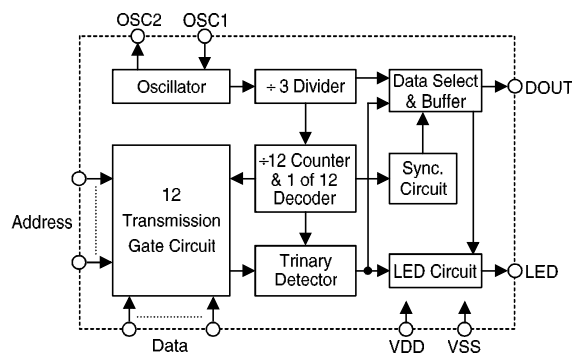 OSC2 OSC1
Oscillator
÷ 3 Divider
Data Select
& Buffer
DOUT
12
Transmission
Gate Circuit
÷12 Counter
& 1 of 12
Decoder
Sync.
Circuit
Address
Trinary
Detector
LED Circuit
LED
Data
VDD VSS